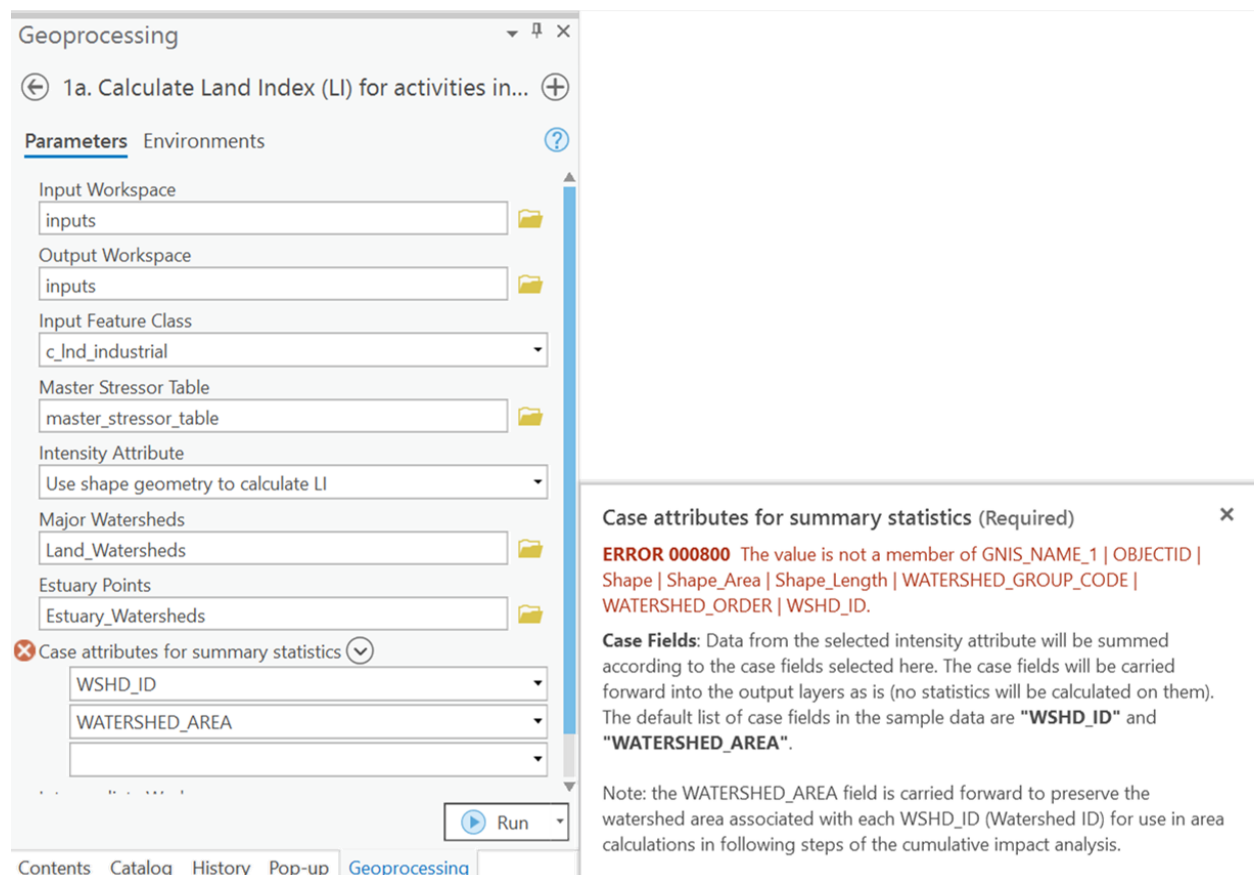 Geoprocessing
1a. Calculate Land Index (LI) for activities in...
Parameters Environments
Input Workspace
inputs
Output Workspace
inputs
Input Feature Class
c_lnd_industrial
Master Stressor Table
master_stressor_table
Intensity Attribute
Use shape geometry to calculate LI
Major Watersheds
Land_Watersheds
Estuary Points
Estuary_Watersheds
Case attributes for summary statistics
WSHD_ID
WATERSHED_AREA
Run
Contents Catalog History Pop-up Geoprocessing
Case attributes for summary statistics (Required)
ERROR 000800 The value is not a member of GNIS_NAME_1 | OBJECTID |
Shape | Shape_Area | Shape_Length | WATERSHED_GROUP_CODE |
WATERSHED_ORDER | WSHD_ID.
Case Fields: Data from the selected intensity attribute will be summed
according to the case fields selected here. The case fields will be carried
forward into the output layers as is (no statistics will be calculated on them).
The default list of case fields in the sample data are "WSHD_ID" and
"WATERSHED_AREA".
Note: the WATERSHED_AREA field is carried forward to preserve the
watershed area associated with each WSHD_ID (Watershed ID) for use in area
calculations in following steps of the cumulative impact analysis.